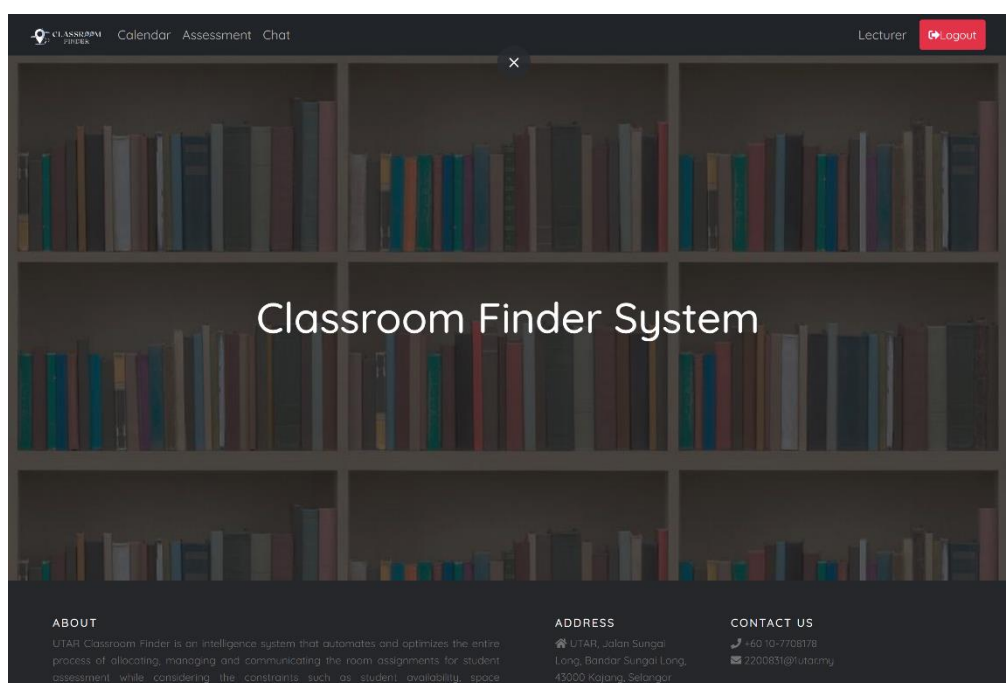 CLASSROOM
FINDER
Calendar Assessment Chat
Lecturer
Logout
Classroom Finder System
ABOUT
UTAR Classroom Finder is an intelligence system that automates and optimizes the entire
process of allocating, managing and communicating the room assignments for student
assessment while considering the constraints such as student availability, space
ADDRESS
UTAR, Jalan Sungai
Long, Bandar Sungai Long,
43000 Kajang, Selangor
CONTACT US
+60 10-7708178
2200831@1utar.my